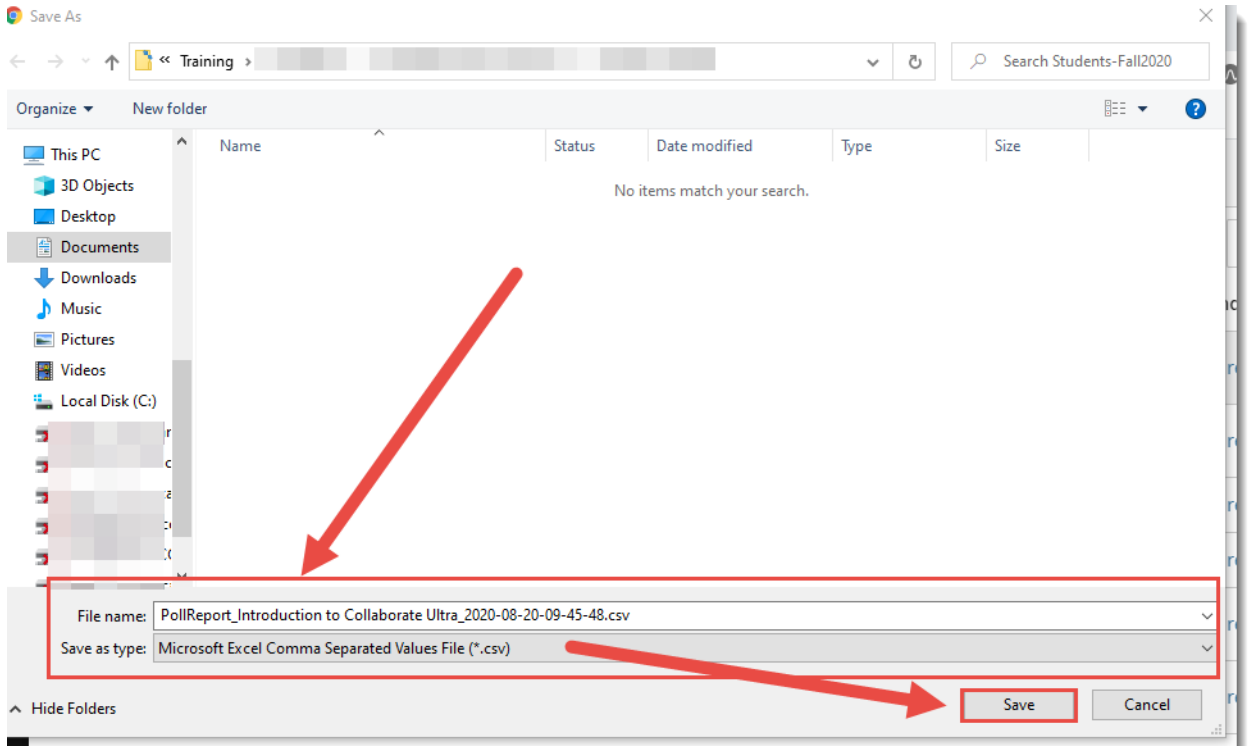 Save As
« Training ›
Search Students-Fall2020
Organize
New folder
Name
Status
Date modified
Type
Size
No items match your search.
This PC
3D Objects
Desktop
Documents
Downloads
Music
Pictures
Videos
Local Disk (C:)
File name: PollReport_Introduction to Collaborate Ultra_2020-08-20-09-45-48.csv
Save as type: Microsoft Excel Comma Separated Values File (*.csv)
Hide Folders
Save
Cancel